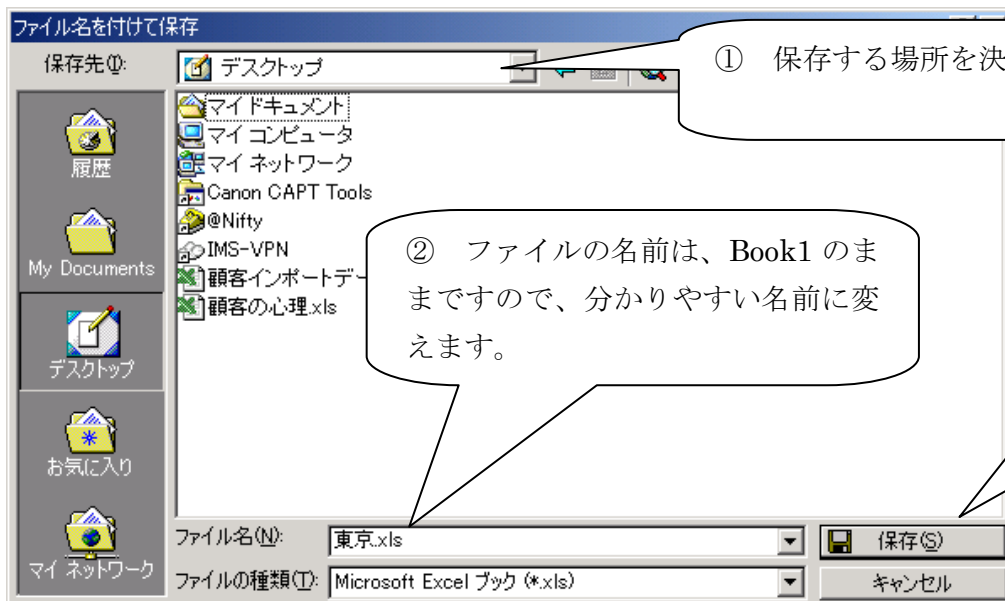 ファイル名を付けて保存
保存先(I):
デスクトップ
① 保存する場所を決
マイ ドキュメント
マイ コンピュータ
マイ ネットワーク
Canon CAPT Tools
@Nifty
IMS-VPN
顧客インポートデー
顧客の心理.xls
② ファイルの名前は、Book1 のま
まですので、分かりやすい名前に変
えます。
履歴
My Documents
デスクトップ
お気に入り
マイ ネットワーク
ファイル名(N):
東京.xls
保存(S)
ファイルの種類(T):
Microsoft Excel ブック (*.xls)
キャンセル